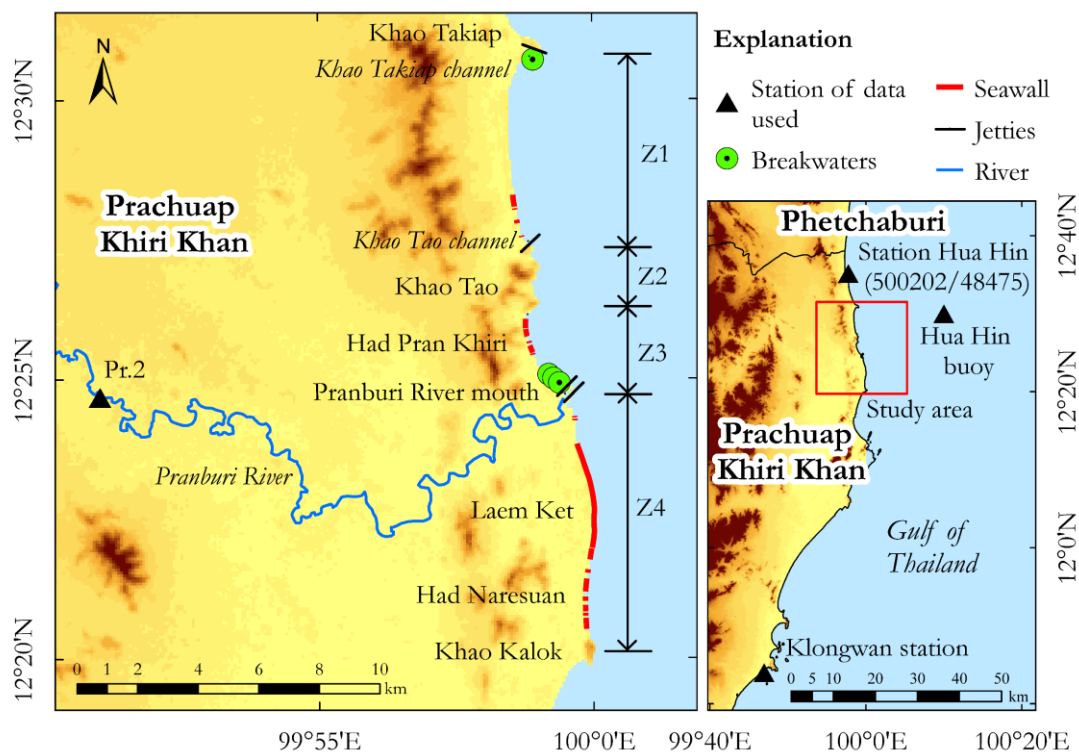 N
Khao Takiap
Khao Takiap channel
Z1
Prachuap
Khiri Khan
Khao Tao channel
Khao Tao
Z2
Had Pran Khiri
Z3
Pr.2
Pranburi River mouth
Pranburi River
Laem Ket
Z4
Had Naresuan
Khao Kalok
0 1 2 4 6 8 10
km
12°30'N
12°25'N
12°20'N
99°55'E
100°0'E
Explanation
Station of data
used
Breakwaters
Seawall
Jetties
River
Phetchaburi
Station Hua Hin
(500202/48475)
Hua Hin
buoy
Study area
Prachuap
Khiri Khan
Gulf of
Thailand
Klongwan station
0 5 10 20 30 40 50
km
12°40'N
12°20'N
12°0'N
99°40'E
100°0'E
100°20'E